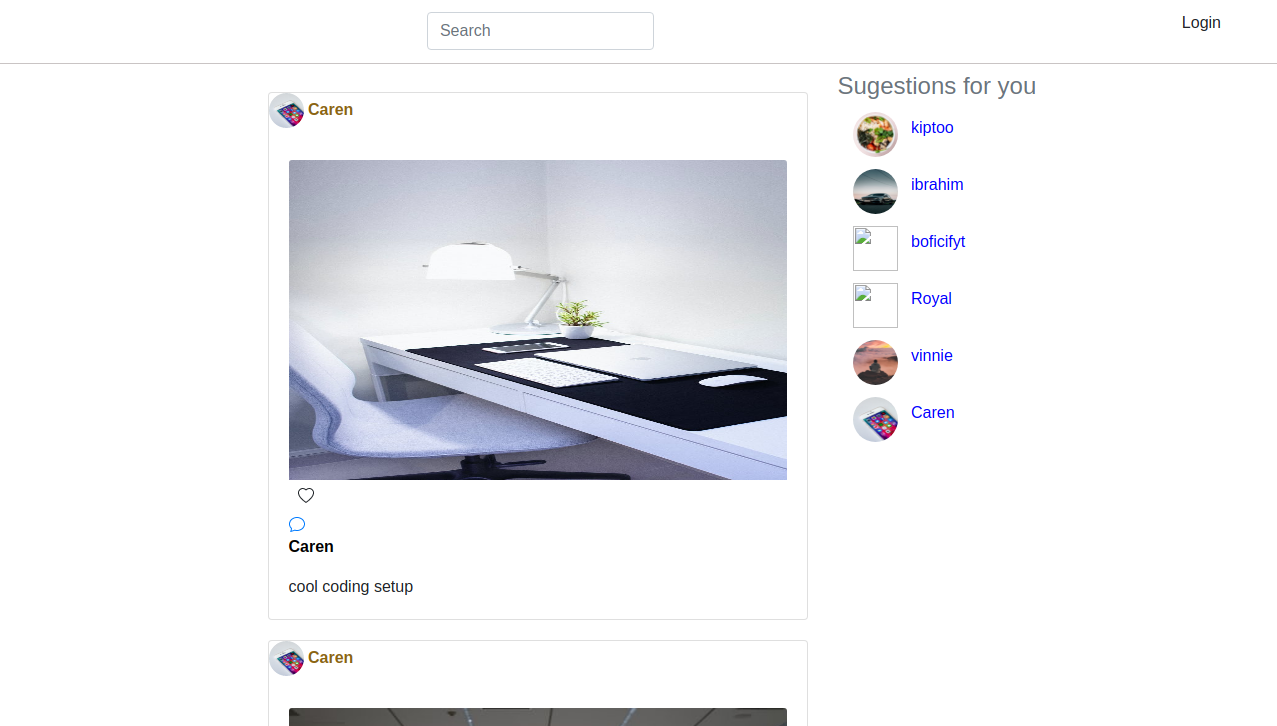 Search
Login
Caren
Caren
cool coding setup
Caren
Sugestions for you
kiptoo
ibrahim
boficifyt
Royal
vinnie
Caren